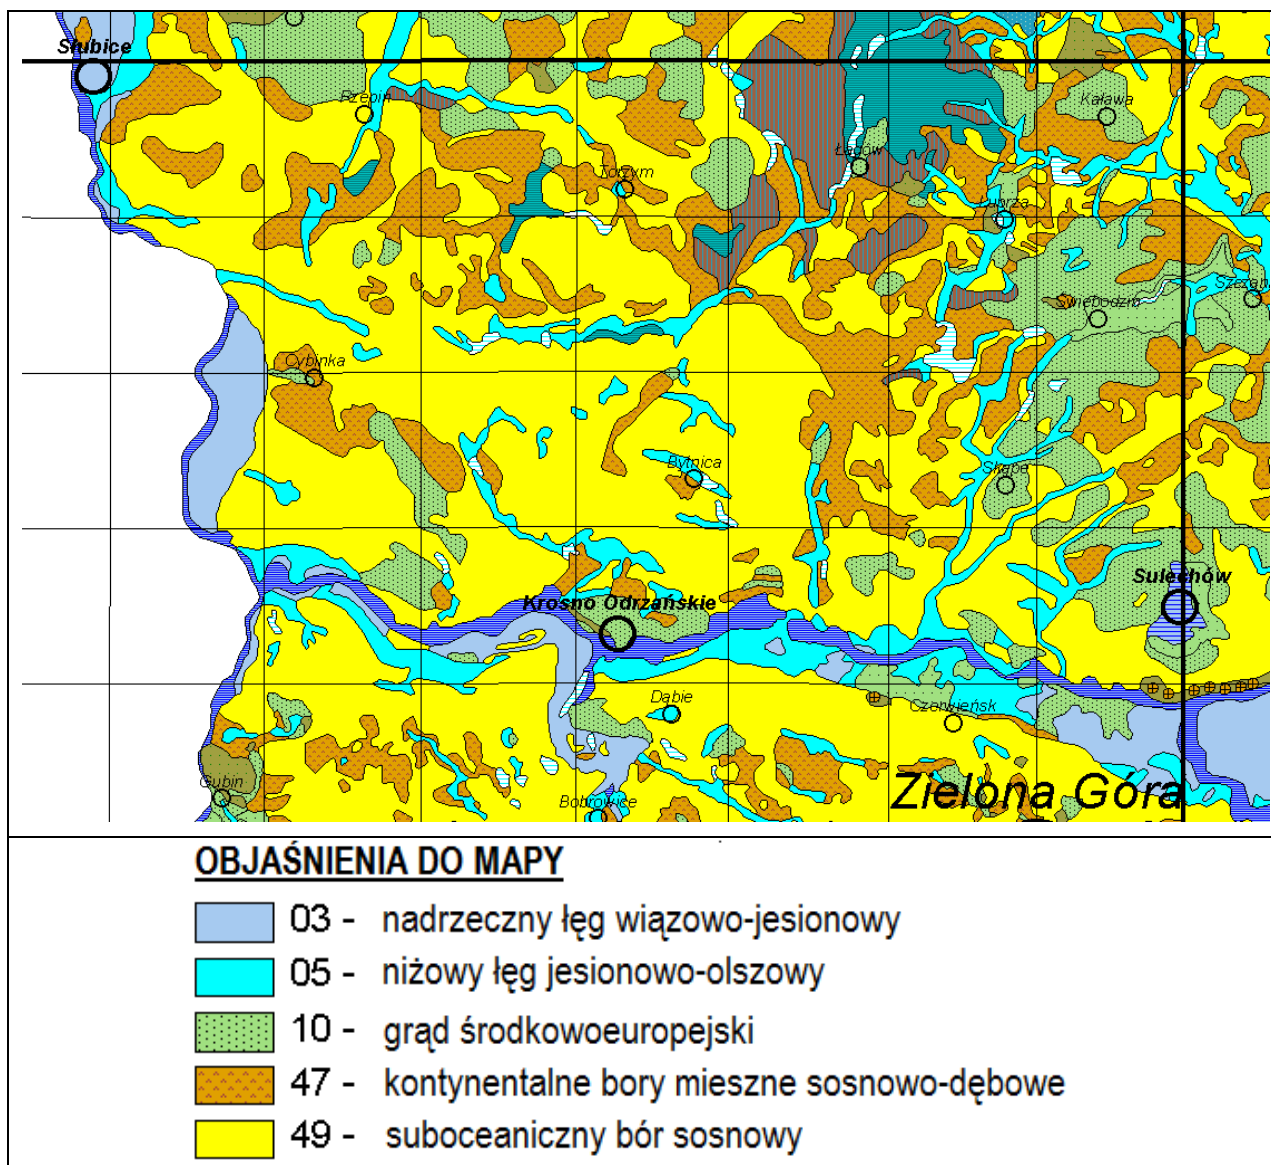 Słubice
Rzepin
Kaława
Torzym
Łagów
Lubrza
Świebodzin
Cybinka
Bytnica
Skąpe
Sulechów
Krosno Odrzańskie
Dąbie
Czerwieńsk
Gubin
Bobrowice
Zielona Góra
OBJAŚNIENIA DO MAPY
03 - nadrzeczny łęg wiązowo-jesionowy
05 - niżowy łęg jesionowo-olszowy
10 - grąd środkowoeuropejski
47 - kontynentalne bory mieszne sosnowo-dębowe
49 - suboceaniczny bór sosnowy